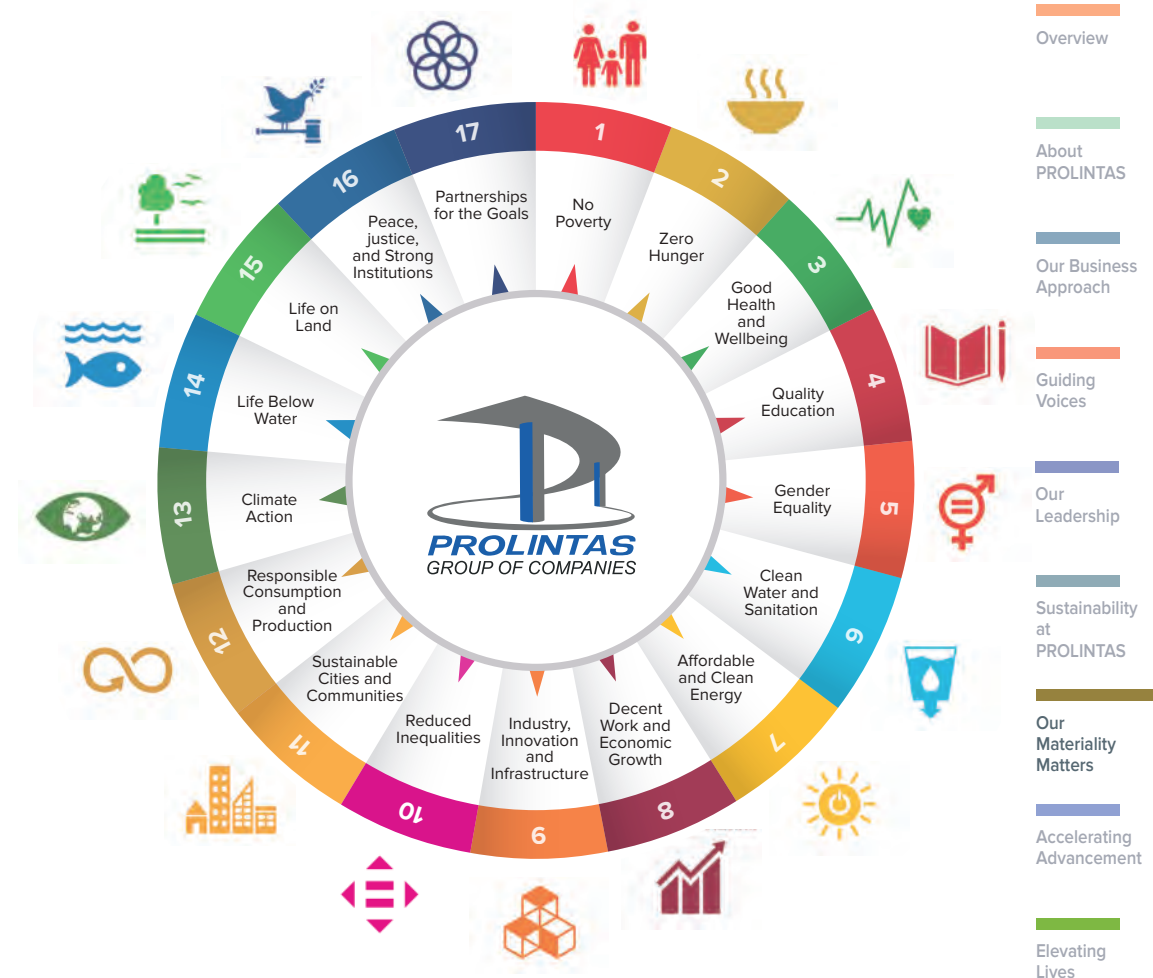 1
No
Poverty
2
Zero
Hunger
3
Good
Health
and
Wellbeing
4
Quality
Education
5
Gender
Equality
6
Clean
Water and
Sanitation
7
Affordable
and Clean
Energy
8
Decent
Work and
Economic
Growth
9
Industry,
Innovation
and
Infrastructure
10
Reduced
Inequalities
11
Sustainable
Cities and
Communities
12
Responsible
Consumption
and
Production
13
Climate
Action
14
Life Below
Water
15
Life on
Land
16
Peace,
justice,
and Strong
Institutions
17
Partnerships
for the Goals
PROLINTAS
GROUP OF COMPANIES
Overview
About
PROLINTAS
Our Business
Approach
Guiding
Voices
Our
Leadership
Sustainability
at
PROLINTAS
Our
Materiality
Matters
Accelerating
Advancement
Elevating
Lives